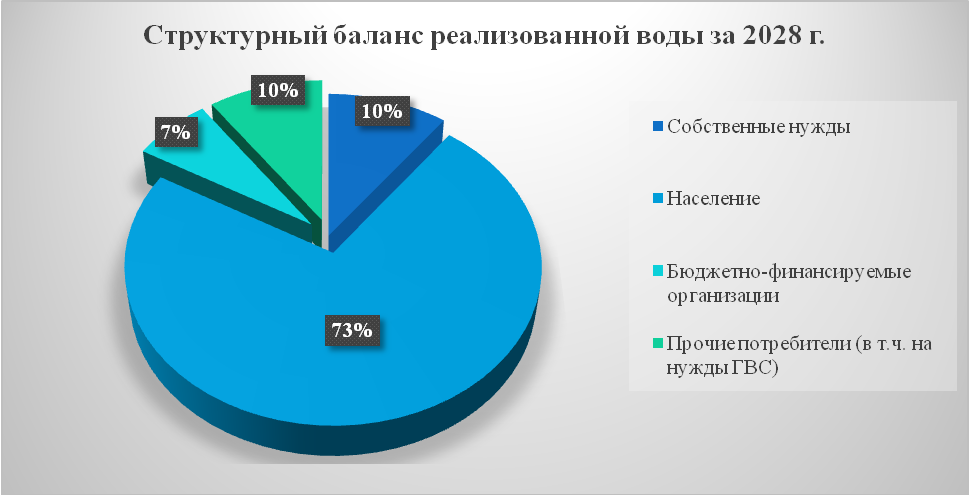 Структурный баланс реализованной воды за 2028 г.
10%
10%
7%
73%
Собственные нужды
Население
Бюджетно-финансируемые
организации
Прочие потребители (в т.ч. на
нужды ГВС)